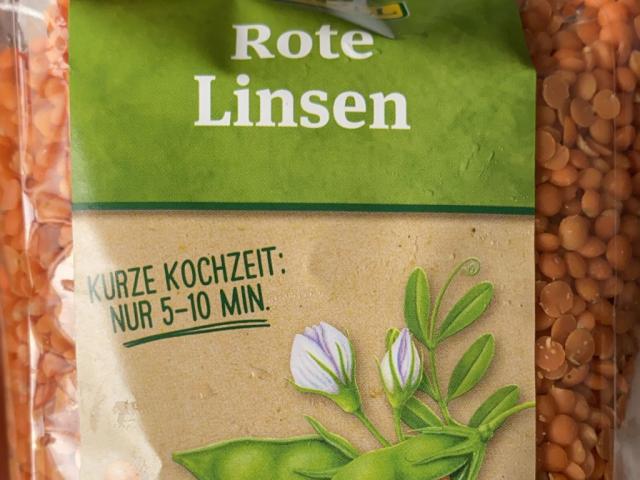 Rote
Linsen
KURZE KOCHZEIT:
NUR 5-10 MIN.